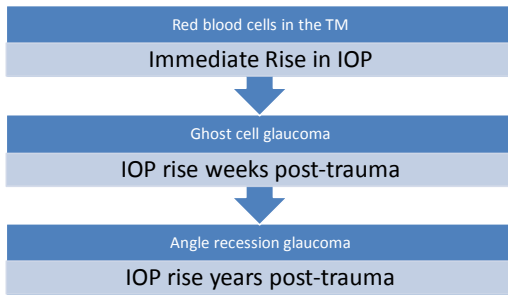 Red blood cells in the TM
Immediate Rise in IOP
Ghost cell glaucoma
IOP rise weeks post-trauma
Angle recession glaucoma
IOP rise years post-trauma